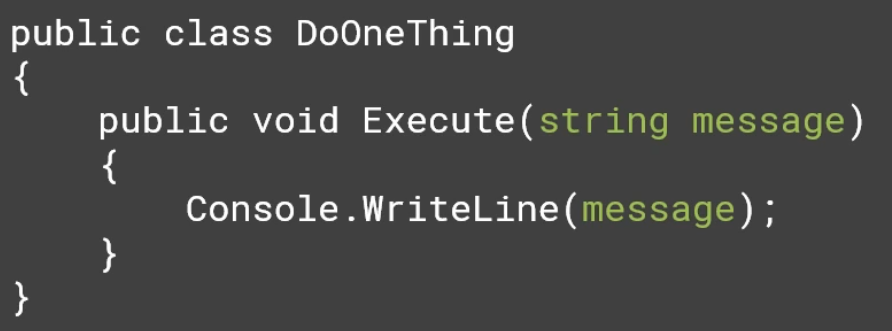 public class DoOneThing
{
    public void Execute(string message)
    {
        Console.WriteLine(message);
    }
}